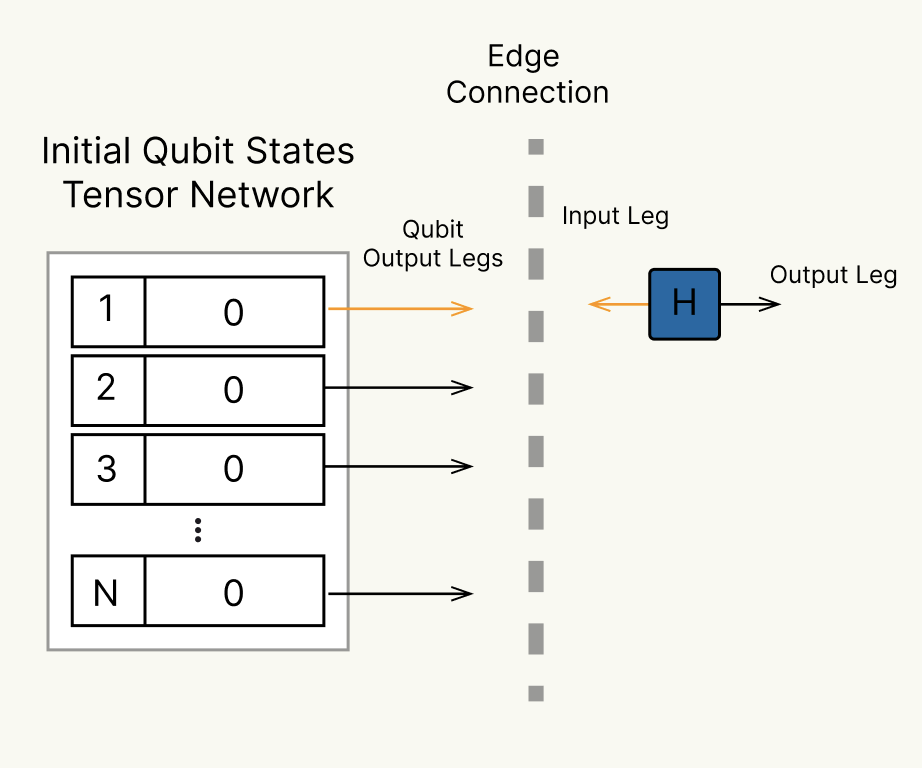 Edge
Connection
Initial Qubit States
Tensor Network
Qubit
Output Legs
Input Leg
Output Leg
1 0
H
2 0
3 0
N 0